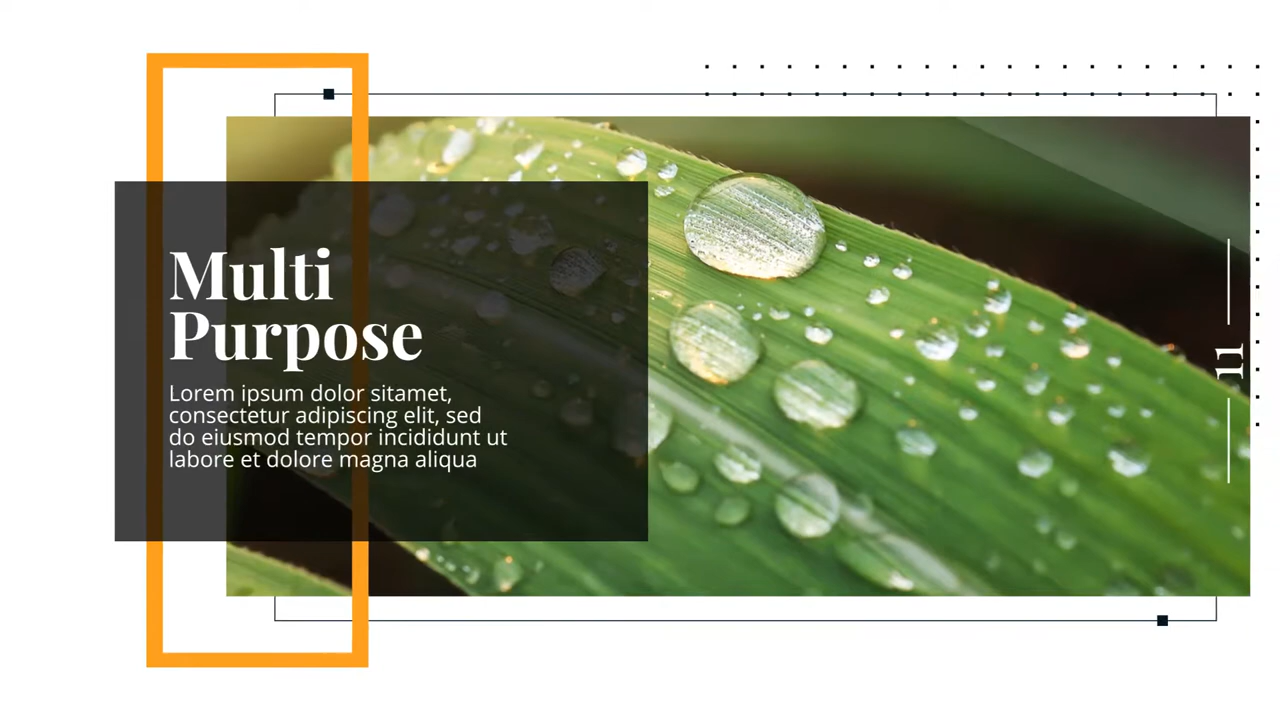 Multi
Purpose
Lorem ipsum dolor sitamet,
consectetur adipiscing elit, sed
do eiusmod tempor incididunt ut
labore et dolore magna aliqua
11